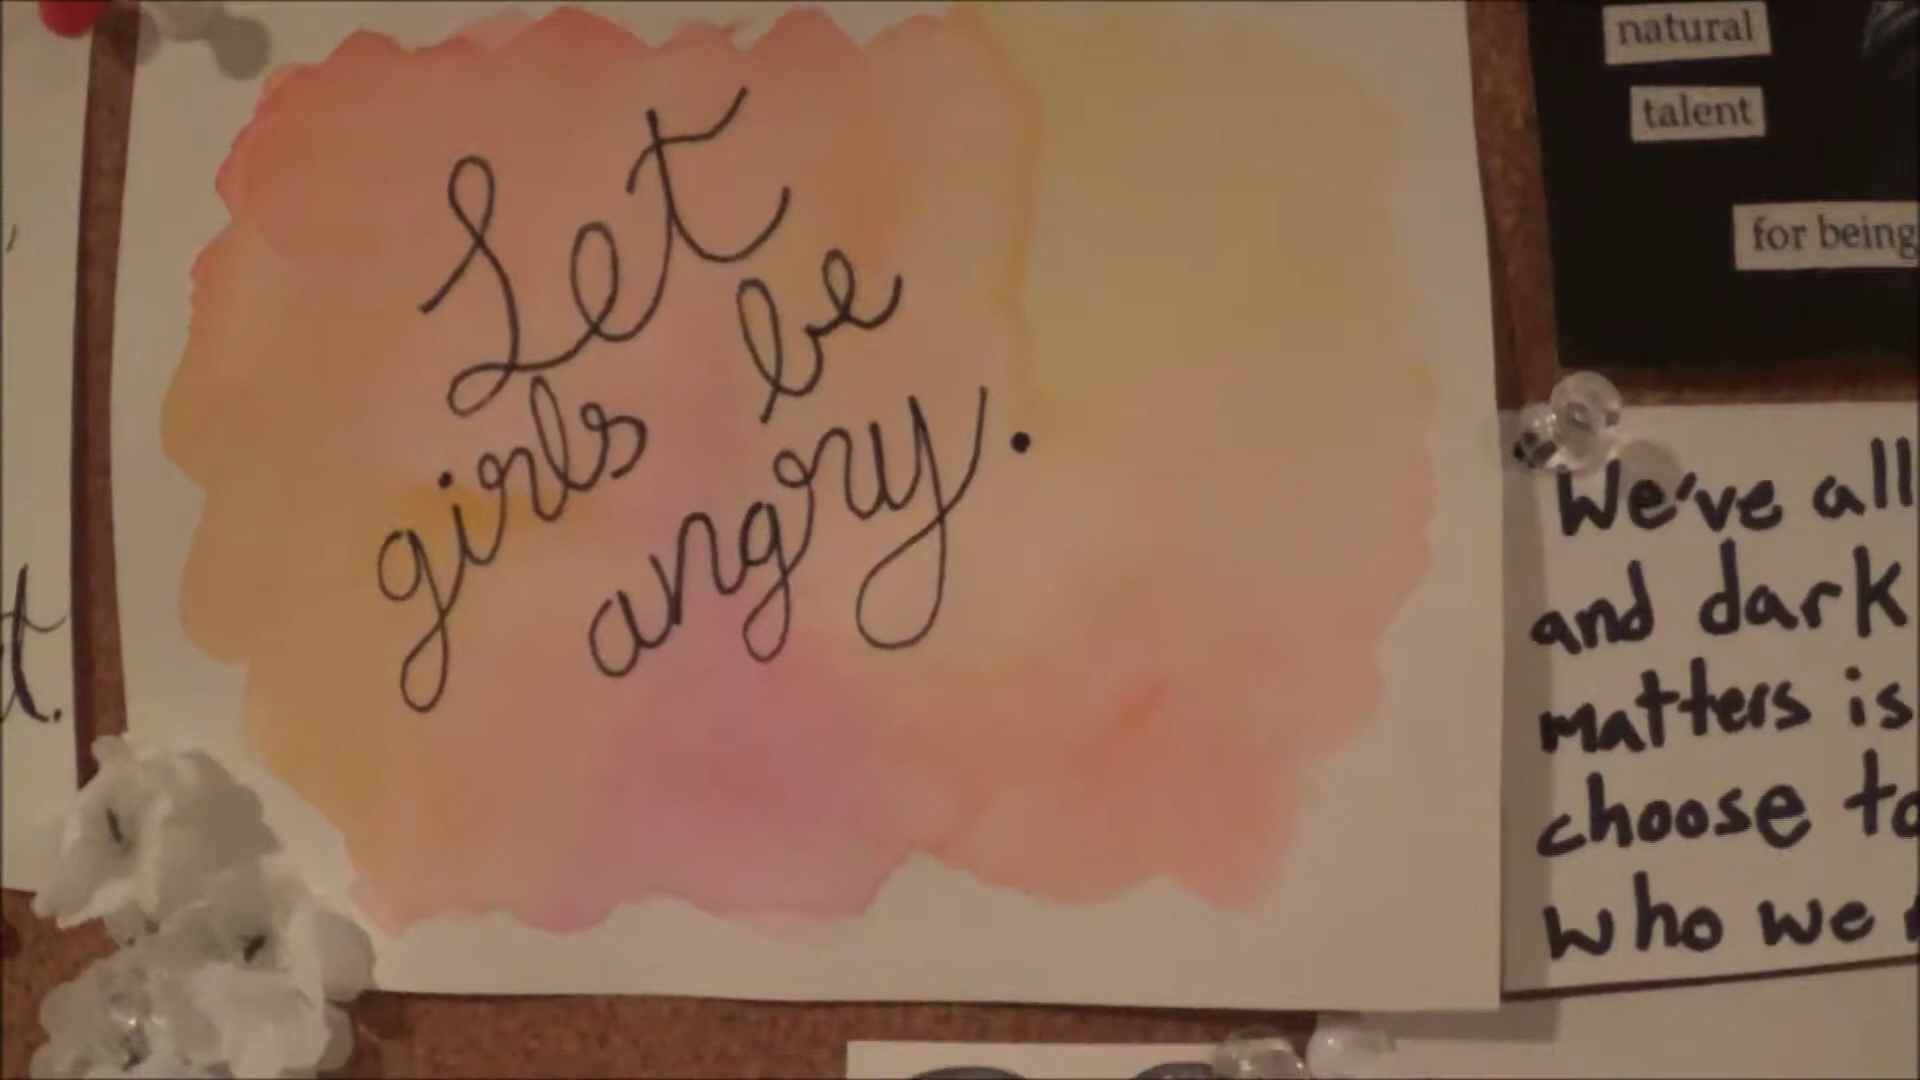 Let
girls be
angry.
natural
talent
for being
We've all
and dark
matters is
choose to
who we
t.